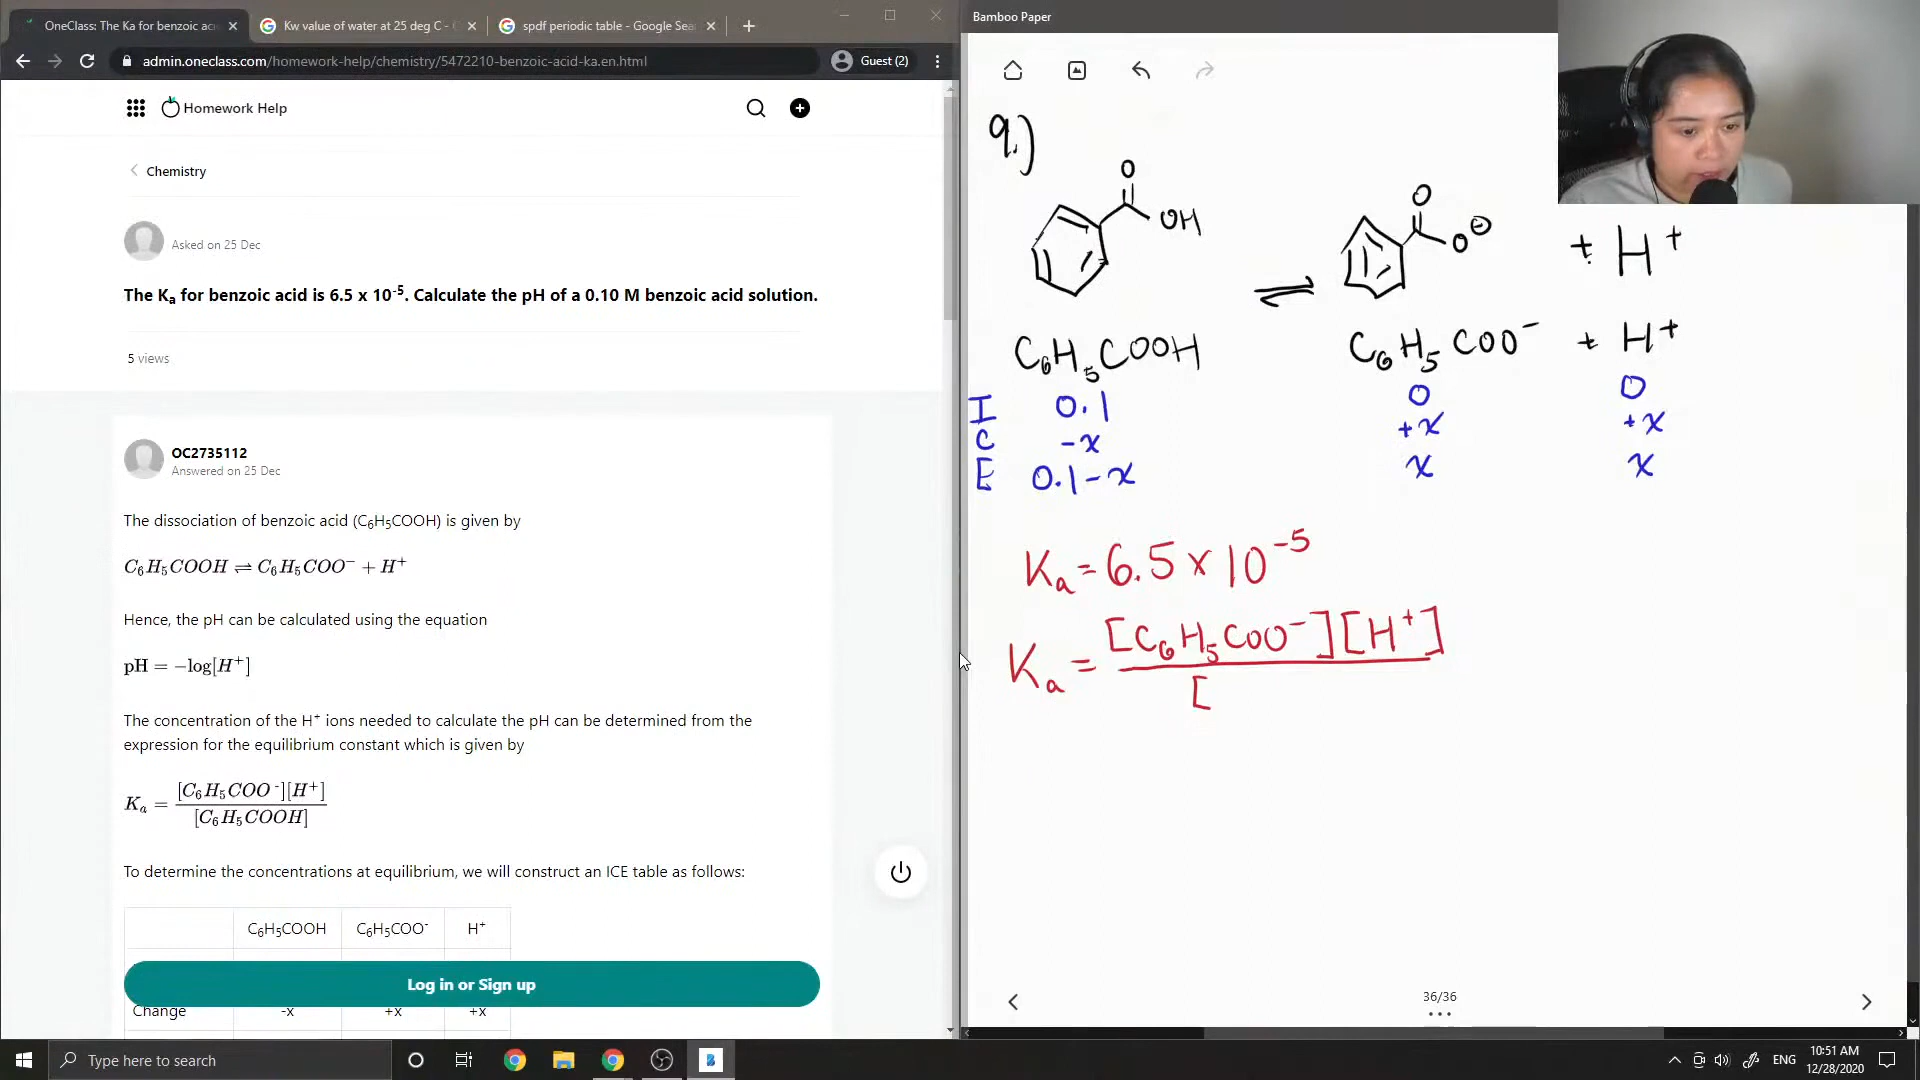 OneClass: The Ka for benzoic aci
Kw value of water at 25 deg C - G
spdf periodic table - Google Sea
Bamboo Paper
admin.oneclass.com/homework-help/chemistry/5472210-benzoic-acid-ka.en.html
Guest (2)
Homework Help
Chemistry
Asked on 25 Dec
The Kₐ for benzoic acid is 6.5 x 10⁻⁵. Calculate the pH of a 0.10 M benzoic acid solution.
5 views
OC2735112
Answered on 25 Dec
The dissociation of benzoic acid (C₆H₅COOH) is given by
C₆H₅COOH ⇌ C₆H₅COO⁻ + H⁺
Hence, the pH can be calculated using the equation
pH = −log[H⁺]
The concentration of the H⁺ ions needed to calculate the pH can be determined from the
expression for the equilibrium constant which is given by
Kₐ = [C₆H₅COO⁻][H⁺] / [C₆H₅COOH]
To determine the concentrations at equilibrium, we will construct an ICE table as follows:
C₆H₅COOH C₆H₅COO⁻ H⁺
Log in or Sign up
Change -x +x +x
9.)
O O
OH O⊖ + H⁺
⇌
C₆H₅COOH C₆H₅COO⁻ + H⁺
I 0.1 0 0
C -x +x +x
E 0.1-x x x
Kₐ = 6.5 x 10⁻⁵
Kₐ = [C₆H₅COO⁻][H⁺]
[
36/36
Type here to search
ENG
10:51 AM
12/28/2020